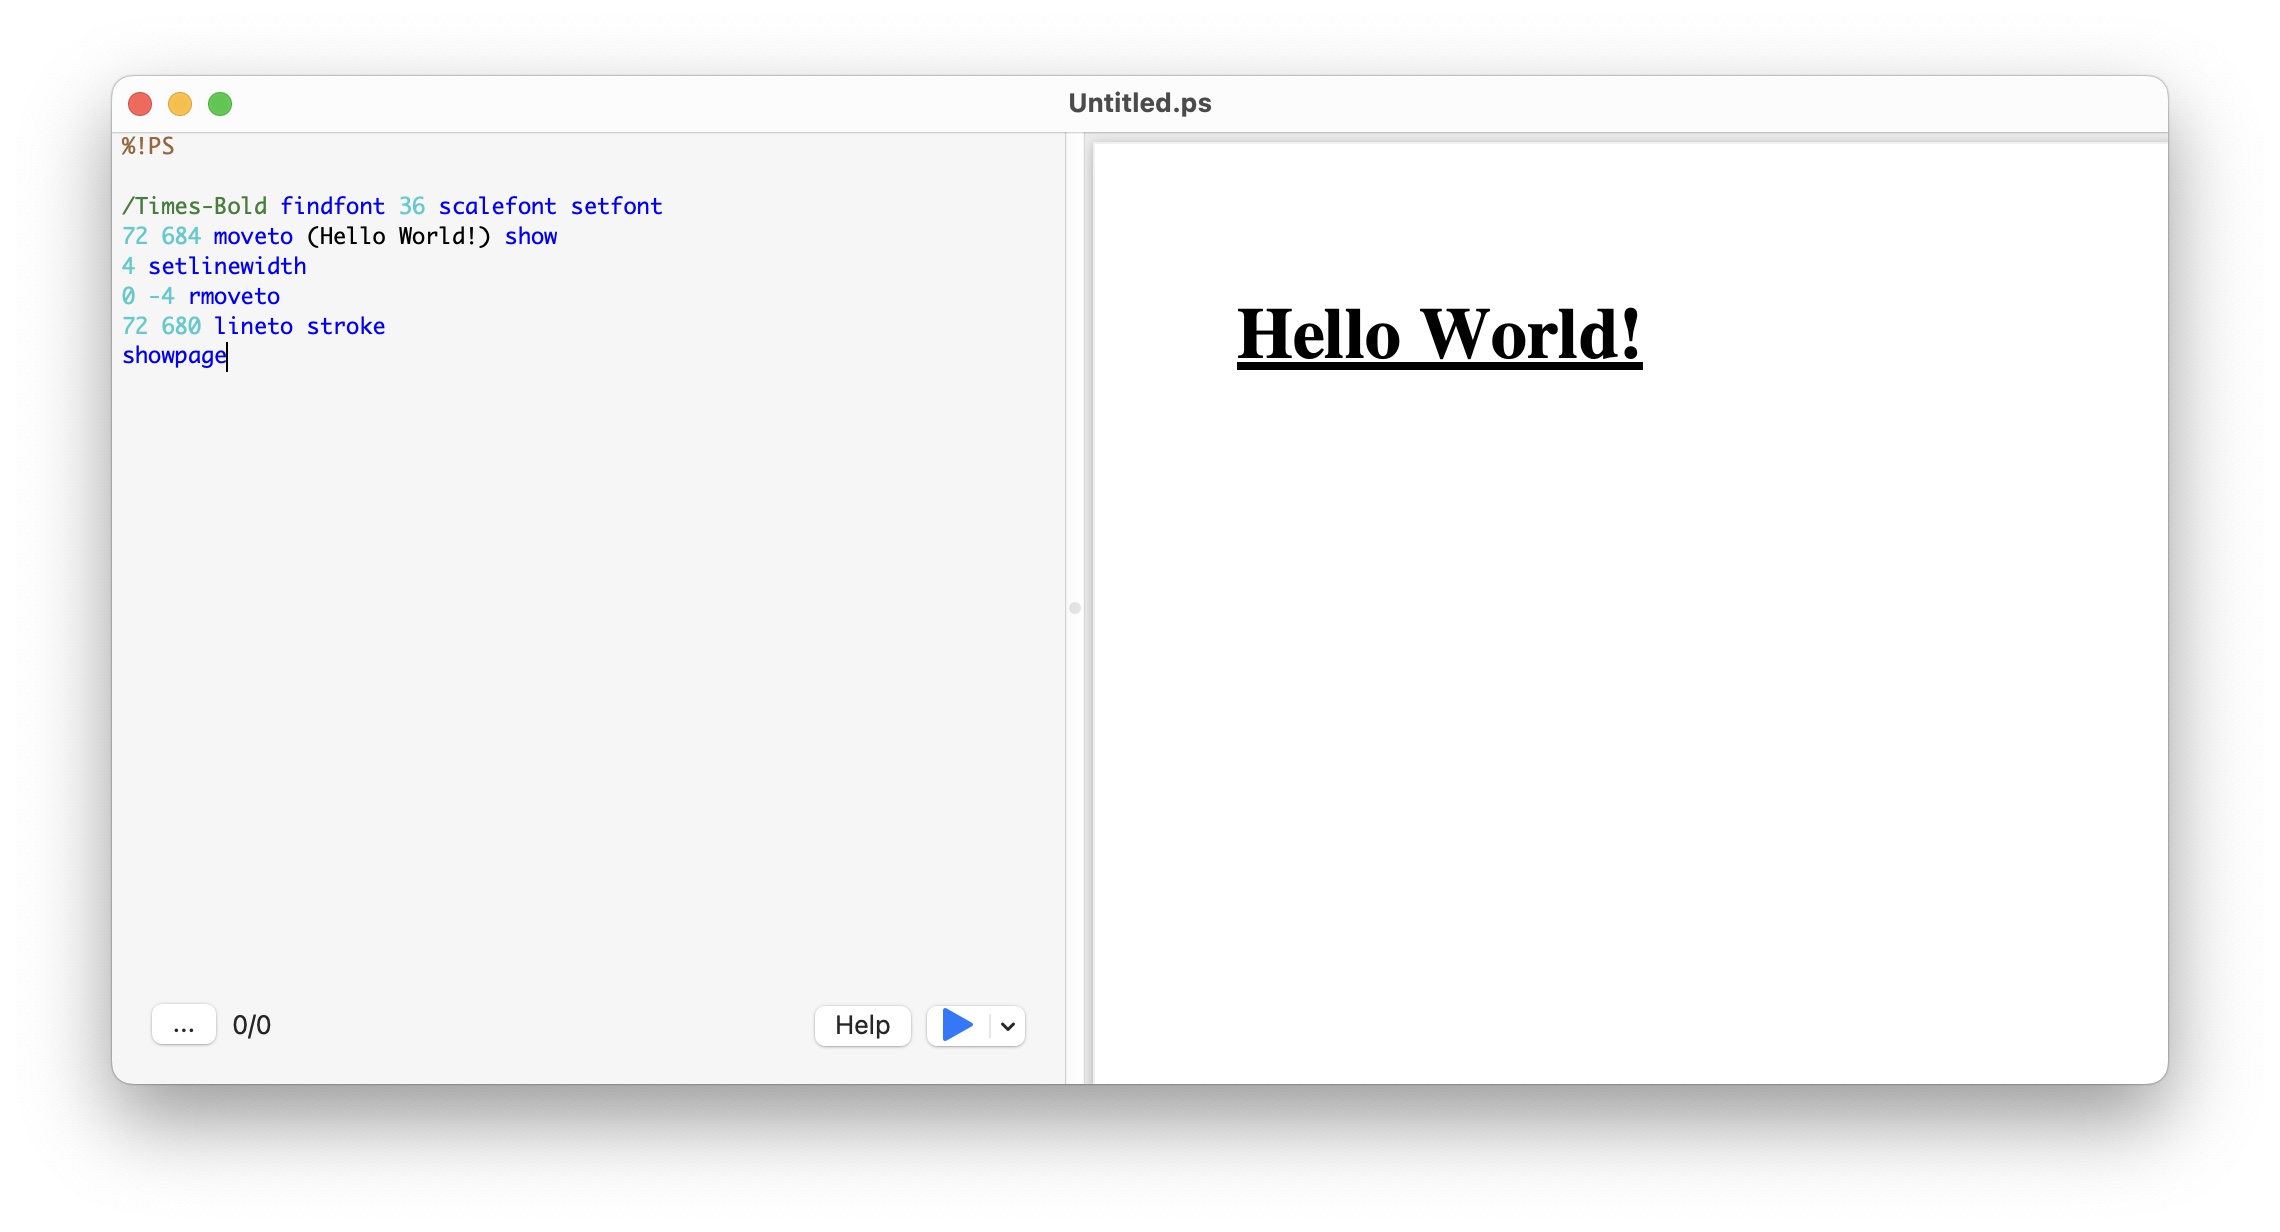 Untitled.ps
%!PS
/Times-Bold findfont 36 scalefont setfont
72 684 moveto (Hello World!) show
4 setlinewidth
0 -4 rmoveto
72 680 lineto stroke
showpage
... 0/0 Help
Hello World!